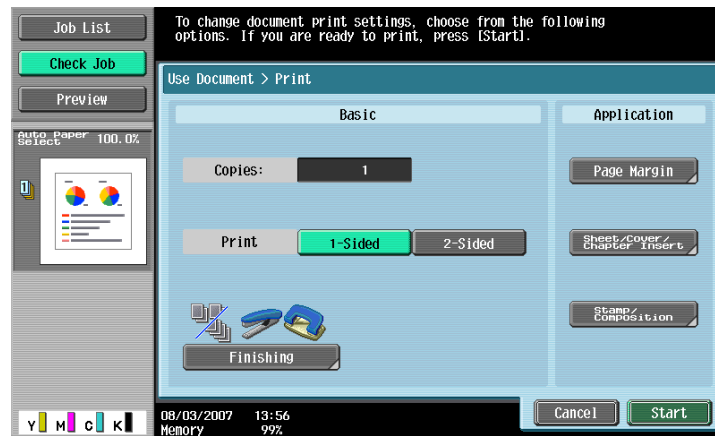 Job List
Check Job
Preview
Auto Paper
Select 100.0%
1
To change document print settings, choose from the following
options. If you are ready to print, press [Start].
Use Document > Print
Basic
Copies: 1
Print 1-Sided 2-Sided
Finishing
Application
Page Margin
Sheet/Cover/
Chapter Insert
Stamp/
Composition
Y M C K
08/03/2007 13:56
Memory 99%
Cancel Start